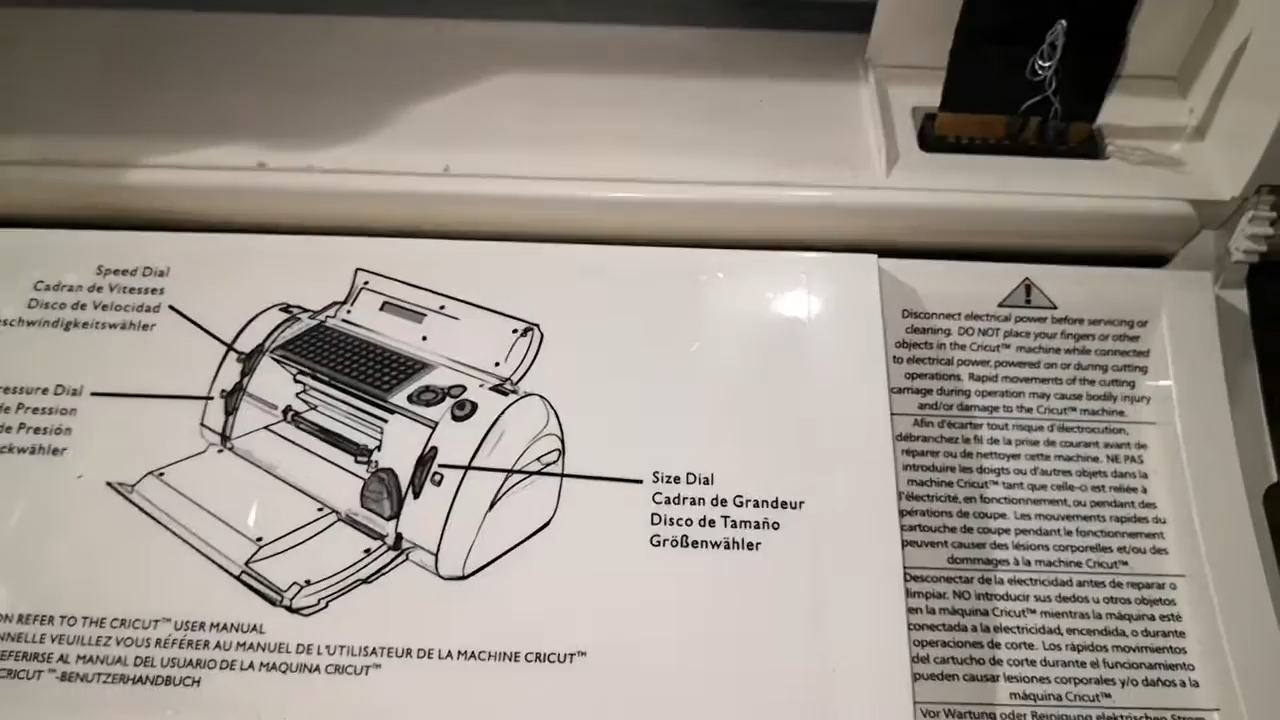 Speed Dial
Cadran de Vitesses
Disco de Velocidad
eschwindigkeitswähler
ressure Dial
de Pression
de Presión
ckwähler
Size Dial
Cadran de Grandeur
Disco de Tamaño
Größenwähler
ON REFER TO THE CRICUT™ USER MANUAL
NNELLE VEUILLEZ VOUS RÉFÉRER AU MANUEL DE L'UTILISATEUR DE LA MACHINE CRICUT™
EFERIRSE AL MANUAL DEL USUARIO DE LA MAQUINA CRICUT™
CRICUT™-BENUTZERHANDBUCH
Disconnect electrical power before servicing or
cleaning. DO NOT place your fingers or other
objects in the Cricut™ machine while connected
to electrical power, powered on or during cutting
operations. Rapid movements of the cutting
carriage during operation may cause bodily injury
and/or damage to the Cricut™ machine.
Afin d'écarter tout risque d'électrocution,
débranchez le fil de la prise de courant avant de
réparer ou de nettoyer cette machine. NE PAS
introduire les doigts ou d'autres objets dans la
machine Cricut™ tant que celle-ci est reliée à
l'électricité, en fonctionnement, ou pendant des
opérations de coupe. Les mouvements rapides du
cartouche de coupe pendant le fonctionnement
peuvent causer des lésions corporelles et/ou des
dommages à la machine Cricut™.
Desconectar de la electricidad antes de reparar o
limpiar. NO introducir sus dedos u otros objetos
en la máquina Cricut™ mientras la máquina esté
conectada a la electricidad, encendida, o durante
operaciones de corte. Los rápidos movimientos
del cartucho de corte durante el funcionamiento
pueden causar lesiones corporales y/o daños a la
máquina Cricut™.
Vor Wartung oder Reinigung elektrischen Strom